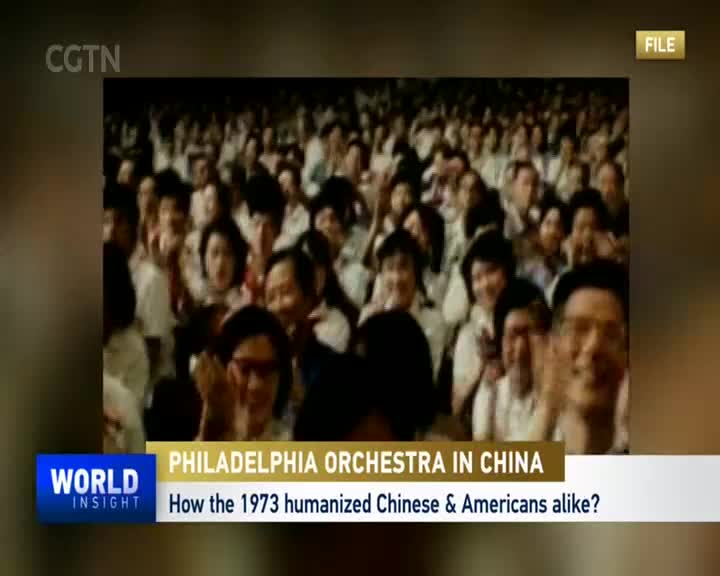 CGTN
FILE
PHILADELPHIA ORCHESTRA IN CHINA
WORLD
INSIGHT
How the 1973 humanized Chinese & Americans alike?